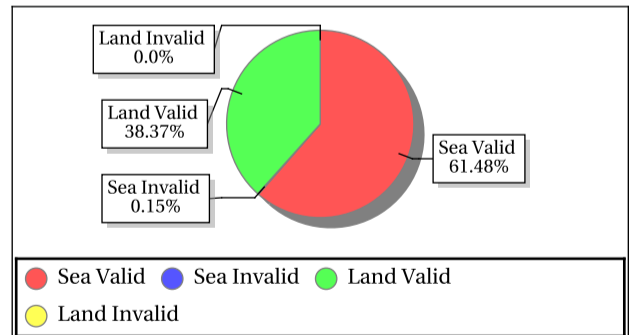 Land Invalid
0.0%
Land Valid
38.37%
Sea Valid
61.48%
Sea Invalid
0.15%
Sea Valid Sea Invalid Land Valid
Land Invalid